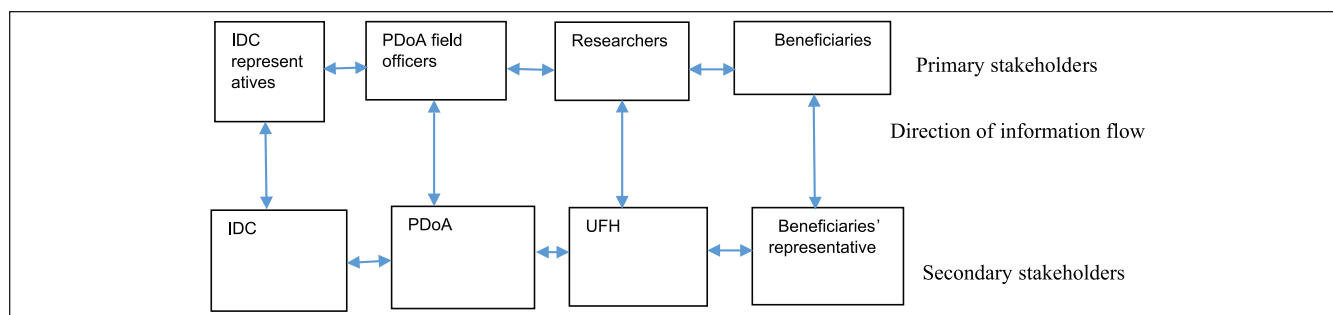 IDC
represent
atives
PDoA field
officers
Researchers
Beneficiaries
Primary stakeholders
Direction of information flow
IDC
PDoA
UFH
Beneficiaries’
representative
Secondary stakeholders